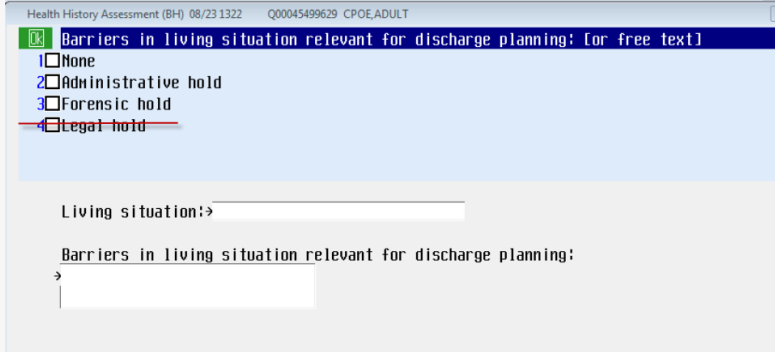 Health History Assessment (BH) 08/23 1322 Q00045499629 CPOE,ADULT
Ok Barriers in living situation relevant for discharge planning: [or free text]
1 None
2 Administrative hold
3 Forensic hold
4 Legal hold
Living situation:
Barriers in living situation relevant for discharge planning: